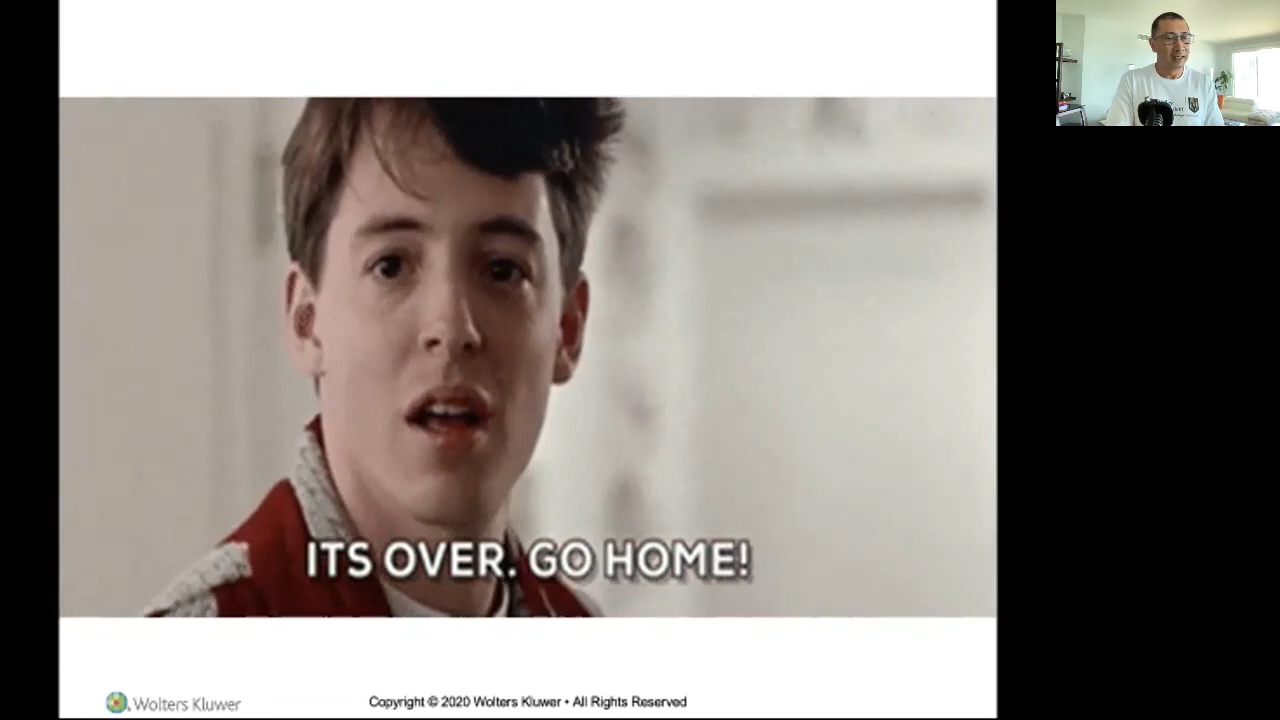 ITS OVER. GO HOME!
Wolters Kluwer
Copyright © 2020 Wolters Kluwer • All Rights Reserved